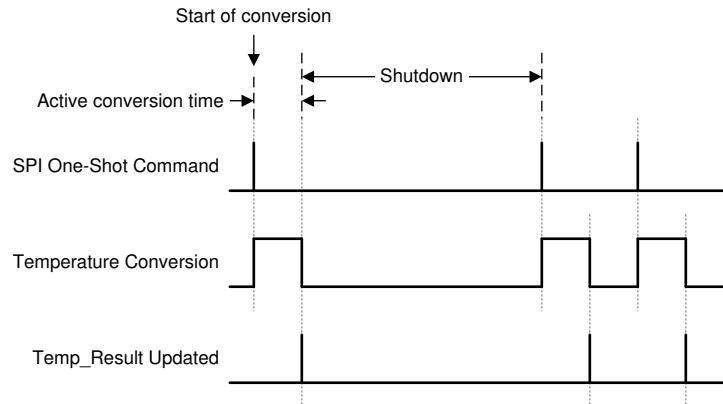 Start of conversion
Shutdown
Active conversion time
SPI One-Shot Command
Temperature Conversion
Temp_Result Updated